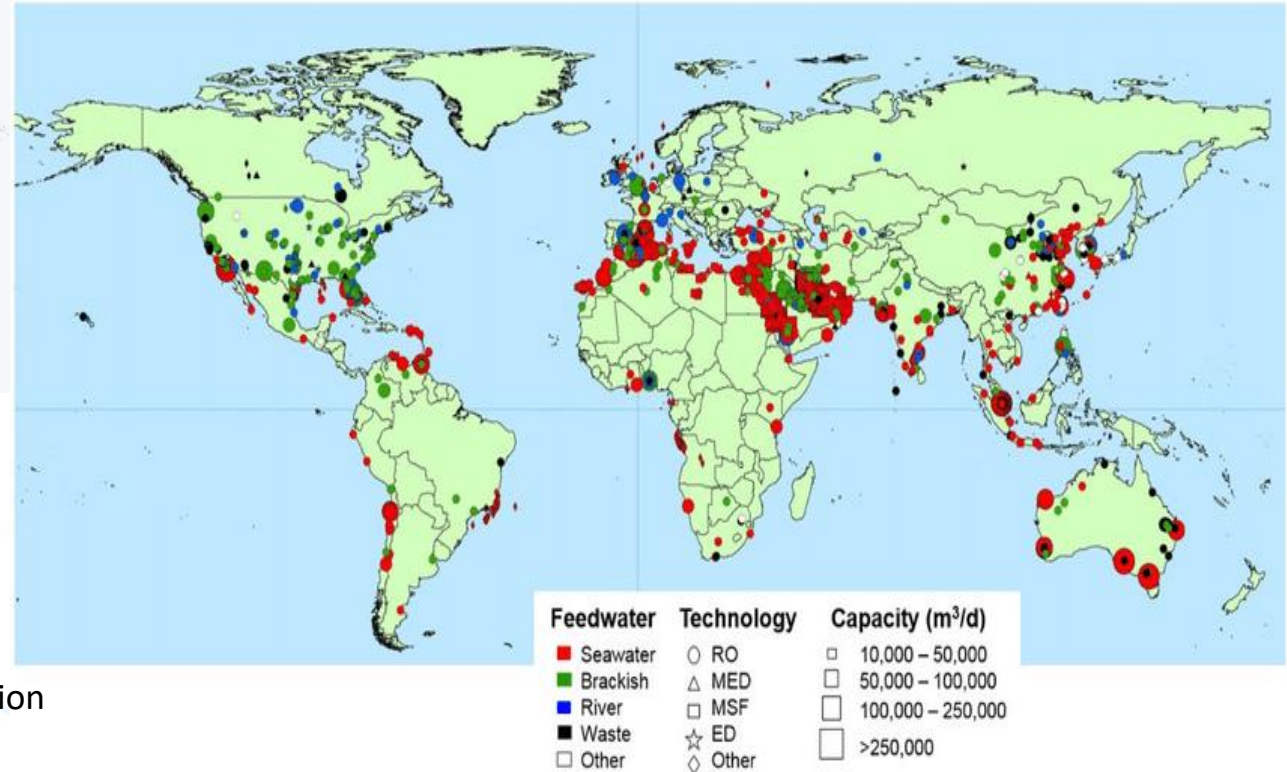 Feedwater Technology Capacity (m³/d)
Seawater RO 10,000 – 50,000
Brackish MED 50,000 – 100,000
River MSF 100,000 – 250,000
Waste ED >250,000
Other Other
ion